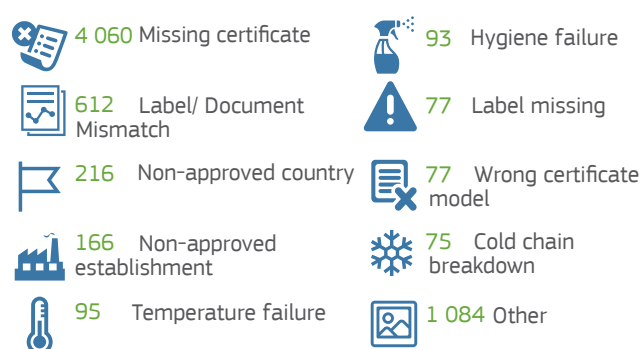 4 060 Missing certificate
612 Label/ Document
Mismatch
216 Non-approved country
166 Non-approved
establishment
95 Temperature failure
93 Hygiene failure
77 Label missing
77 Wrong certificate
model
75 Cold chain
breakdown
1 084 Other